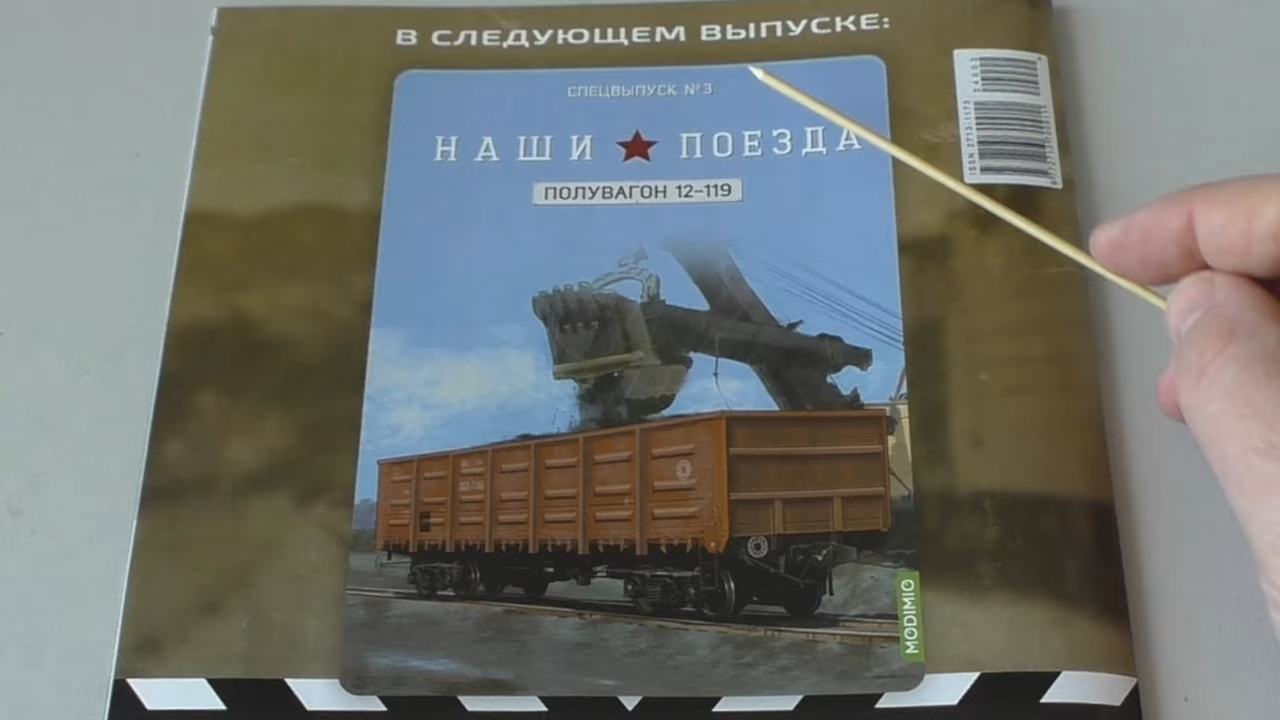 В СЛЕДУЮЩЕМ ВЫПУСКЕ:
СПЕЦВЫПУСК №3
НАШИ ПОЕЗДА
ПОЛУВАГОН 12-119
MODIMIO